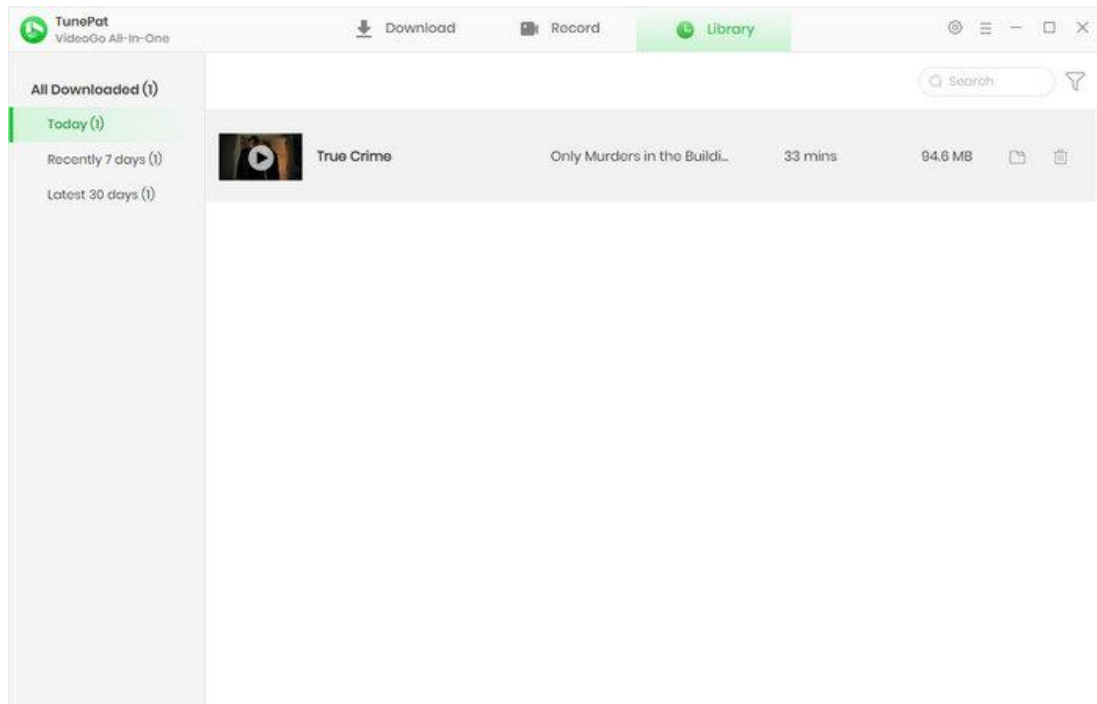 TunePat
VideoGo All-In-One
Download
Record
Library
All Downloaded (1)
Today (1)
Recently 7 days (1)
Latest 30 days (1)
Search
True Crime
Only Murders in the Buildi...
33 mins
94.6 MB